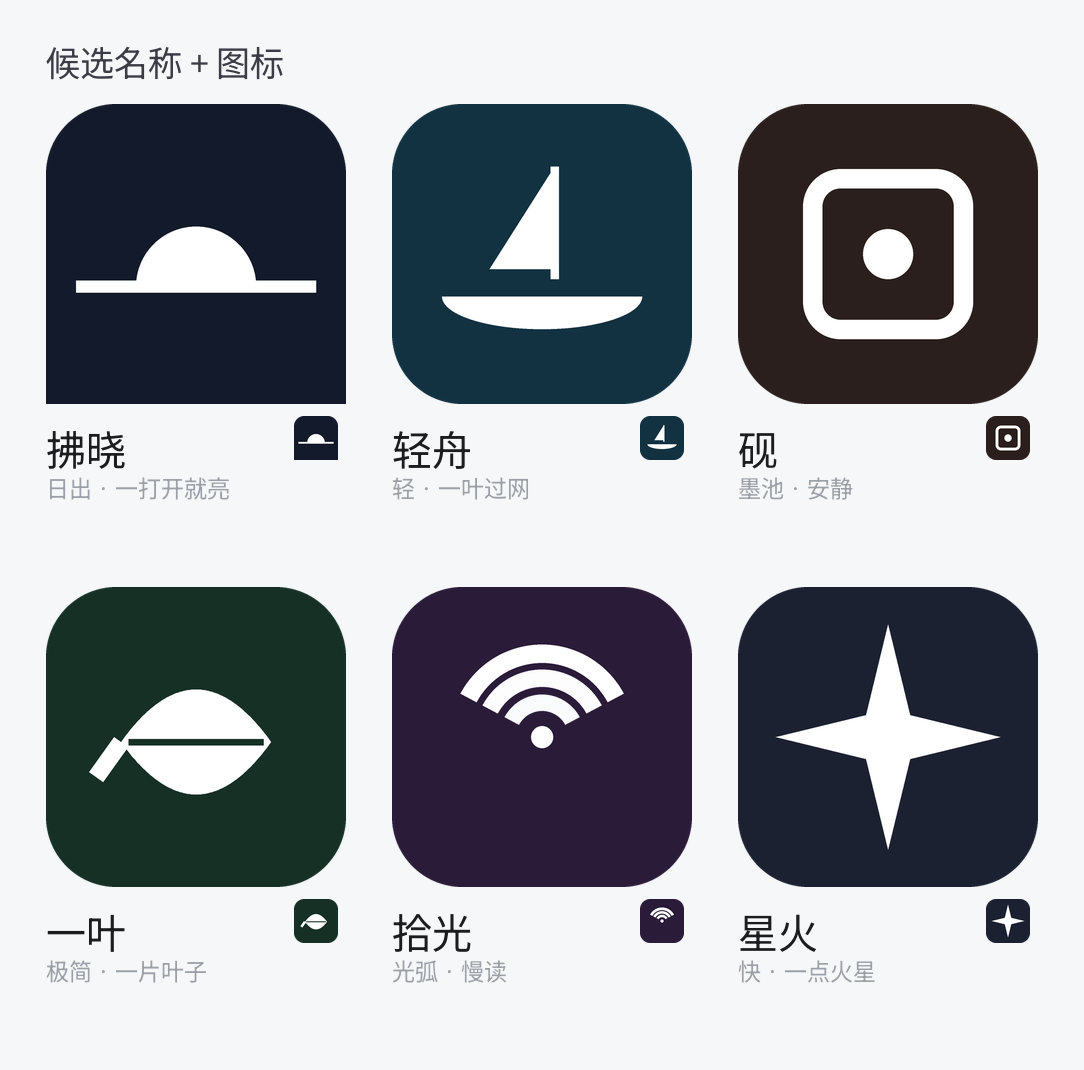 候选名称 + 图标
拂晓
日出 · 一打开就亮
轻舟
轻 · 一叶过网
砚
墨池 · 安静
一叶
极简 · 一片叶子
拾光
光弧 · 慢读
星火
快 · 一点火星